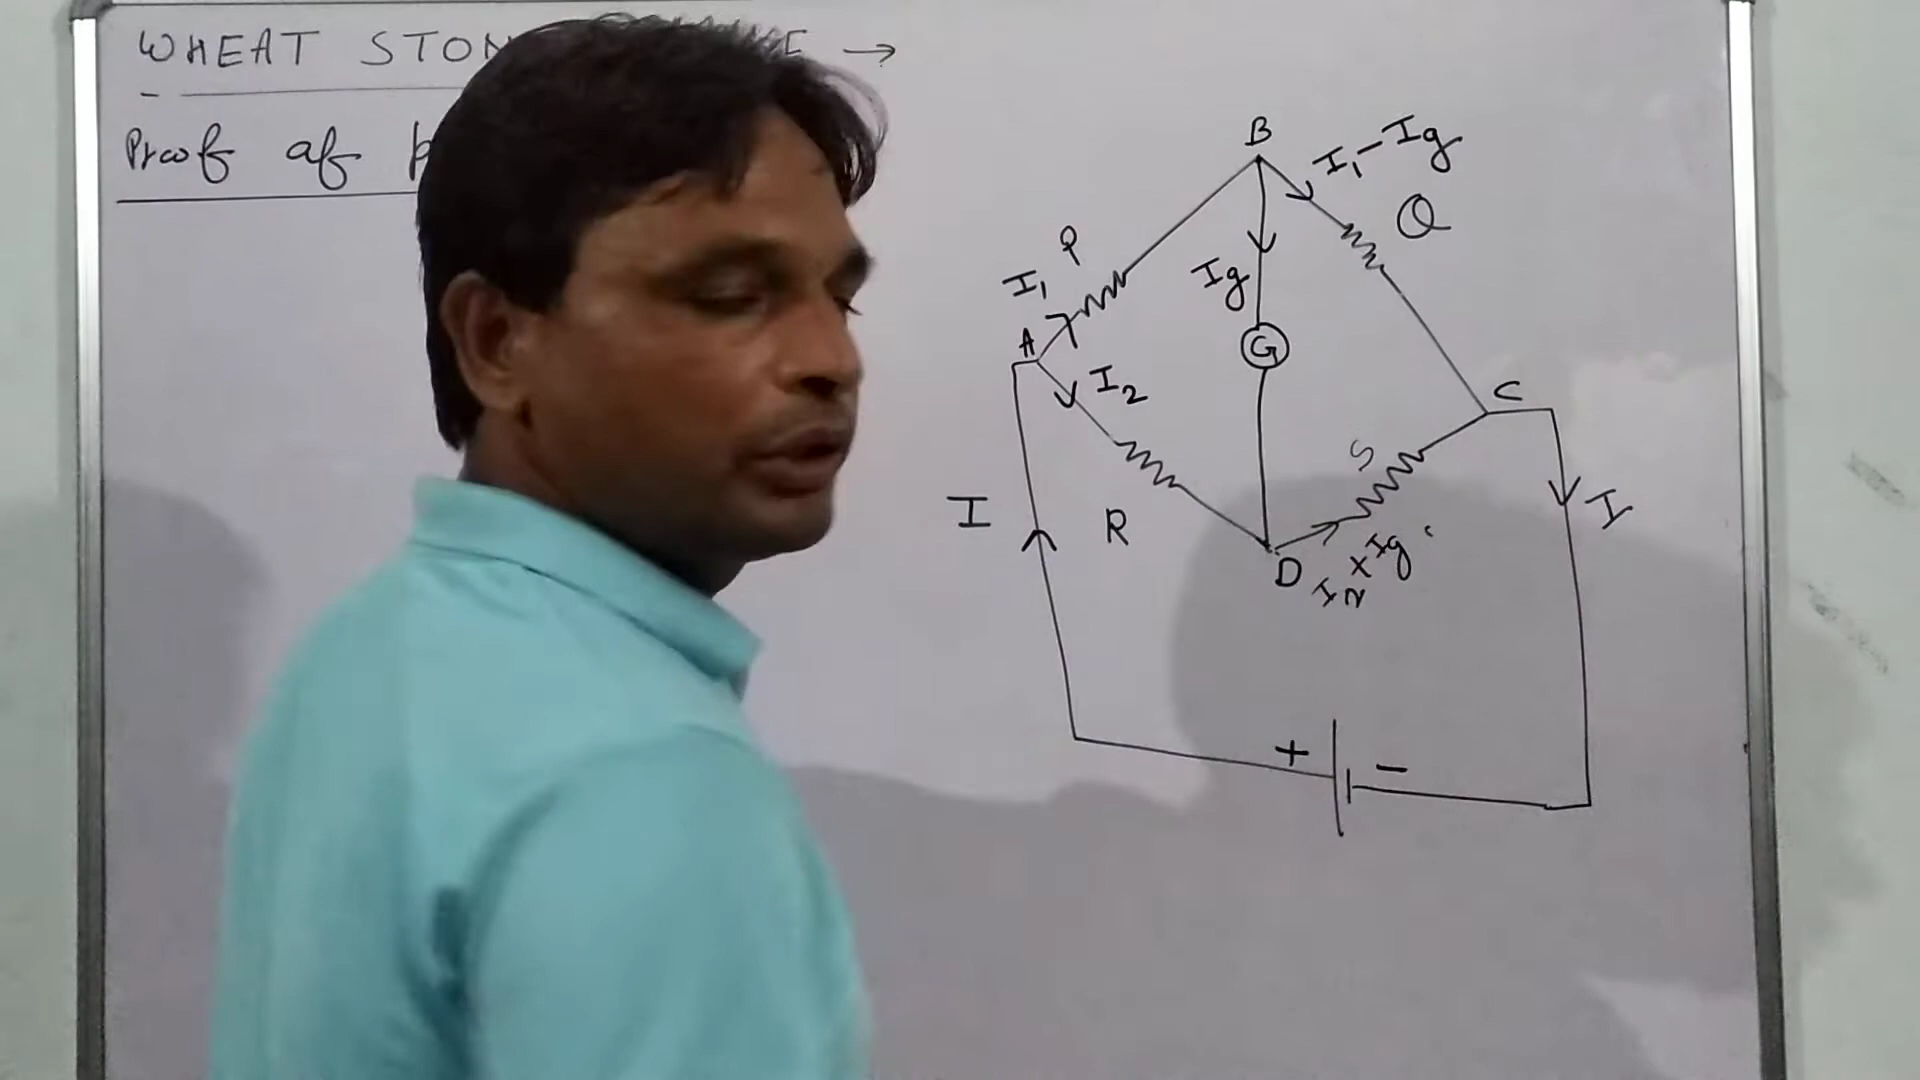 WHEAT STON
Proof of
B
I₁-Ig
Q
P
I₁
Ig
A
G
I₂
C
S
I
R
I
D
I₂+Ig
+
-